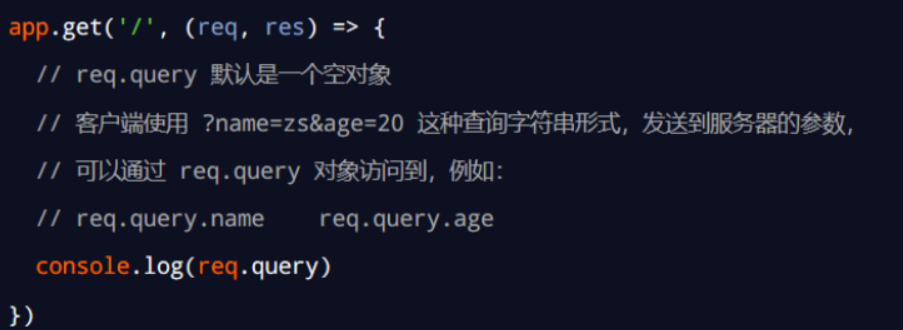 app.get('/', (req, res) => {
  // req.query 默认是一个空对象
  // 客户端使用 ?name=zs&age=20 这种查询字符串形式，发送到服务器的参数，
  // 可以通过 req.query 对象访问到，例如：
  // req.query.name    req.query.age
  console.log(req.query)
})